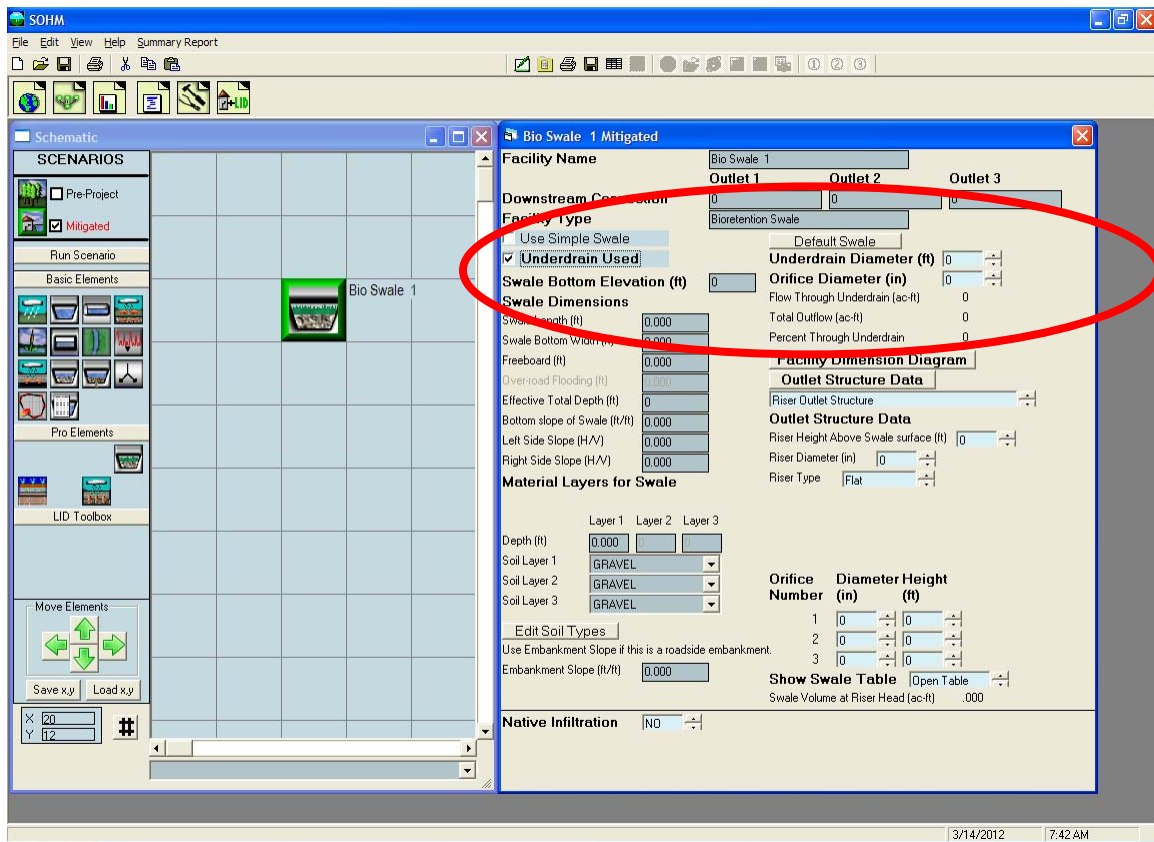 SOHM
File Edit View Help Summary Report
Schematic
SCENARIOS
Pre-Project
Mitigated
Run Scenario
Basic Elements
Pro Elements
LID Toolbox
Move Elements
Save x,y Load x,y
X 20
Y 12
#
+LID
Bio Swale 1
Bio Swale 1 Mitigated
Facility Name Bio Swale 1
Outlet 1 Outlet 2 Outlet 3
Downstream Connection 0 0 0
Facility Type Bioretention Swale
Use Simple Swale Default Swale
Underdrain Used Underdrain Diameter (ft) 0
Swale Bottom Elevation (ft) 0 Orifice Diameter (in) 0
Swale Dimensions Flow Through Underdrain (ac-ft) 0
Swale Length (ft) 0.000 Total Outflow (ac-ft) 0
Swale Bottom Width (ft) 0.000 Percent Through Underdrain 0
Freeboard (ft) 0.000 Facility Dimension Diagram
Over-road Flooding (ft) 0.000 Outlet Structure Data
Effective Total Depth (ft) 0 Riser Outlet Structure
Bottom slope of Swale (ft/ft) 0.000 Outlet Structure Data
Left Side Slope (H/V) 0.000 Riser Height Above Swale surface (ft) 0
Right Side Slope (H/V) 0.000 Riser Diameter (in) 0
Material Layers for Swale Riser Type Flat
Layer 1 Layer 2 Layer 3
Depth (ft) 0.000 0 0
Soil Layer 1 GRAVEL
Soil Layer 2 GRAVEL
Soil Layer 3 GRAVEL
Edit Soil Types
Use Embankment Slope if this is a roadside embankment.
Embankment Slope (ft/ft) 0.000
Orifice Diameter Height
Number (in) (ft)
1 0 0
2 0 0
3 0 0
Show Swale Table Open Table
Swale Volume at Riser Head (ac-ft) .000
Native Infiltration NO
3/14/2012 7:42 AM